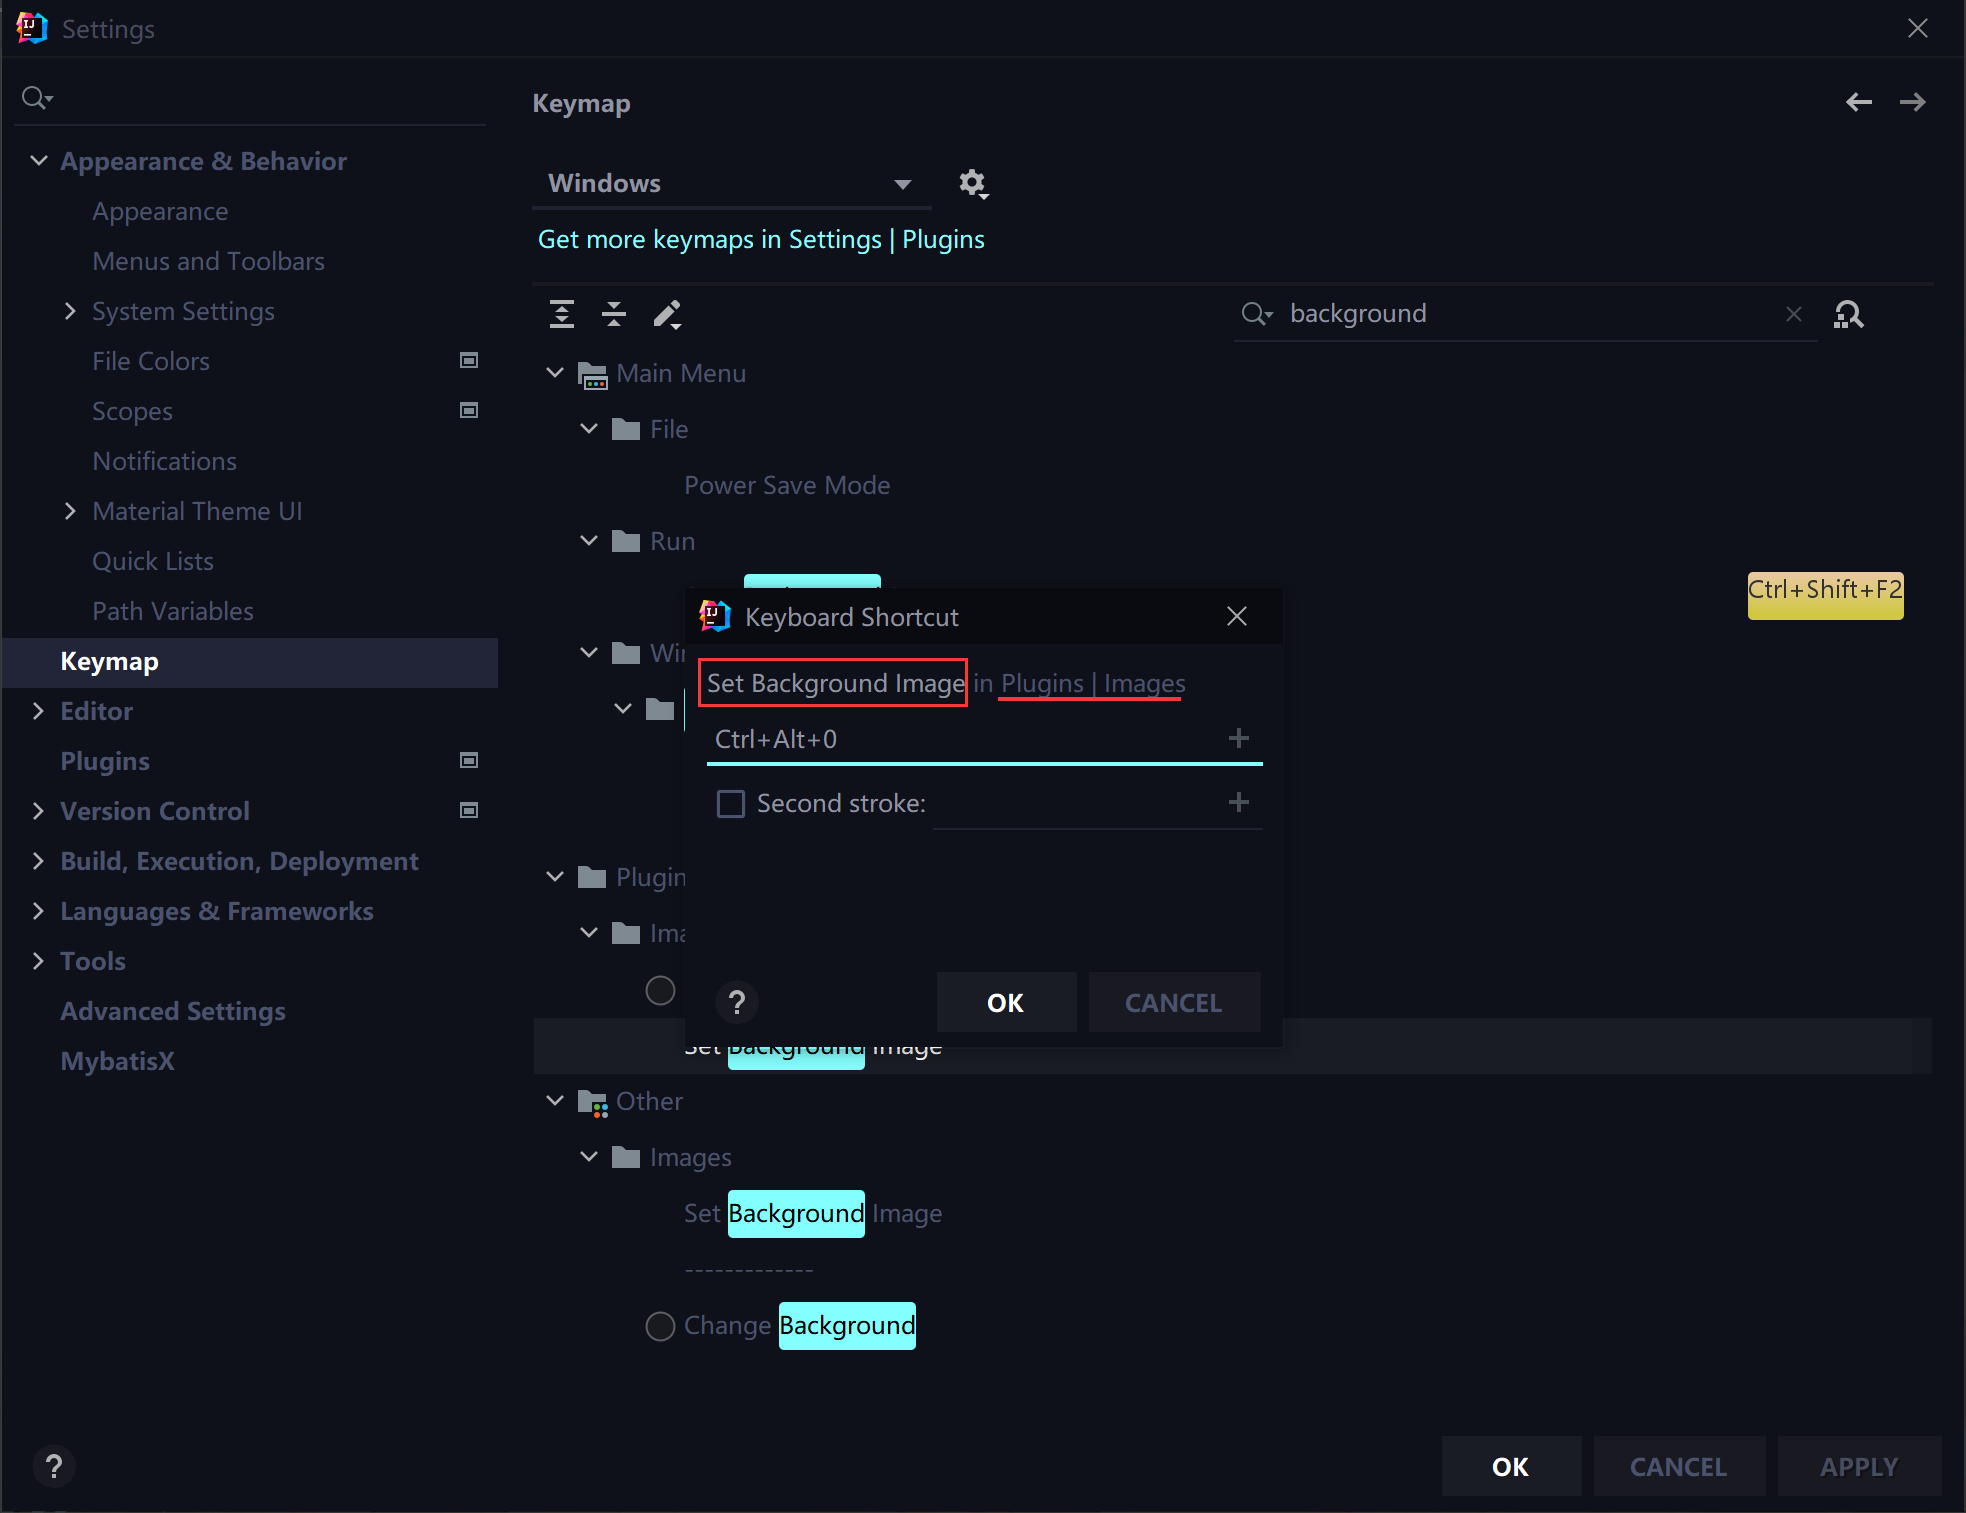 Settings
Appearance & Behavior
Appearance
Menus and Toolbars
System Settings
File Colors
Scopes
Notifications
Material Theme UI
Quick Lists
Path Variables
Keymap
Editor
Plugins
Version Control
Build, Execution, Deployment
Languages & Frameworks
Tools
Advanced Settings
MybatisX
Keymap
Windows
Get more keymaps in Settings | Plugins
background
Main Menu
File
Power Save Mode
Run
Ctrl+Shift+F2
Keyboard Shortcut
Set Background Image in Plugins | Images
Ctrl+Alt+0
Second stroke:
Plugin
? OK CANCEL
Set Background Image
Other
Images
Set Background Image
-------------
Change Background
? OK CANCEL APPLY